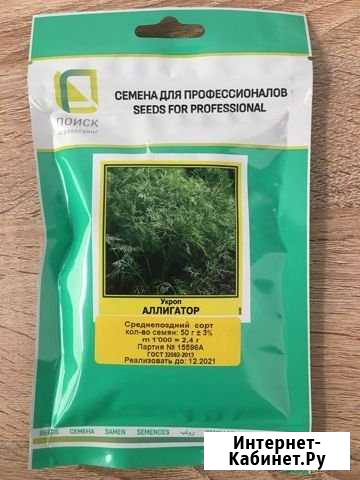 ПОИСК
СЕМЕНА ДЛЯ ПРОФЕССИОНАЛОВ
SEEDS FOR PROFESSIONAL
Укроп
АЛЛИГАТОР
Среднепоздний сорт
кол-во семян: 50 г ± 3%
m 1'000 = 2,4 г
Партия № 15596А
ГОСТ 32592-2013
Реализовать до: 12.2021
SEEDS СЕМЕНА SAMEN SEMENCES
Интернет-
Кабинет.Ру